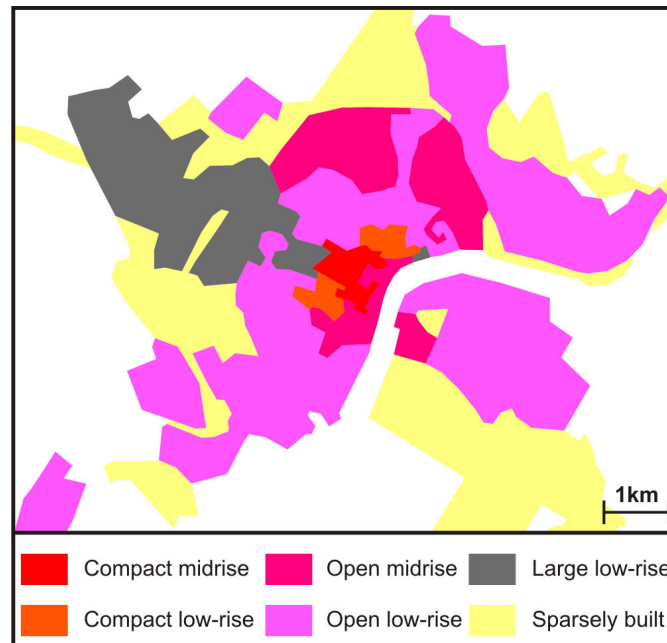 1km
Compact midrise Open midrise Large low-rise
Compact low-rise Open low-rise Sparsely built